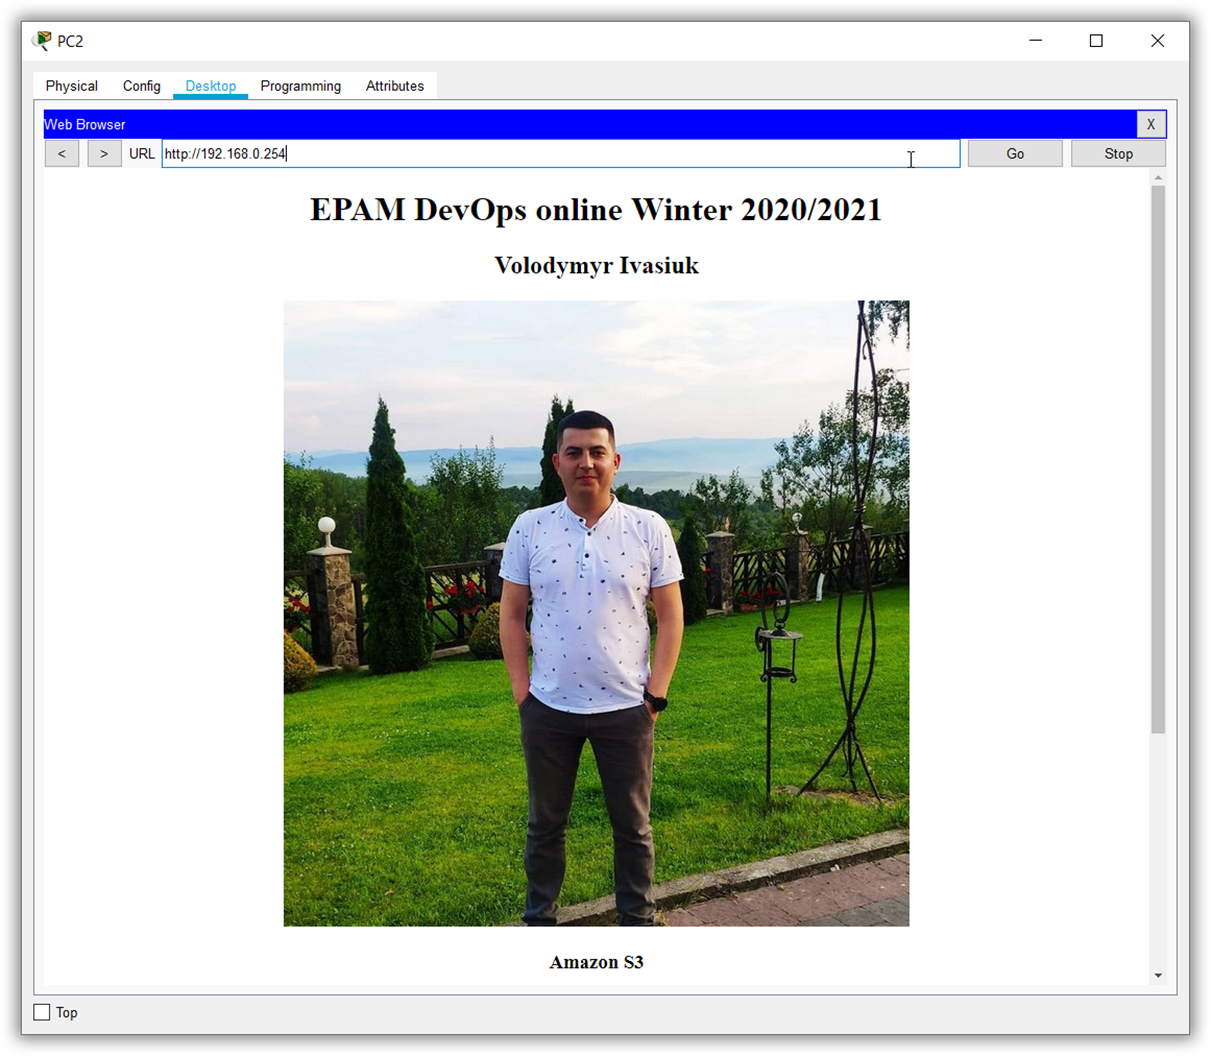 PC2
Physical Config Desktop Programming Attributes
Web Browser X
< > URL http://192.168.0.254 Go Stop
EPAM DevOps online Winter 2020/2021
Volodymyr Ivasiuk
Amazon S3
Top